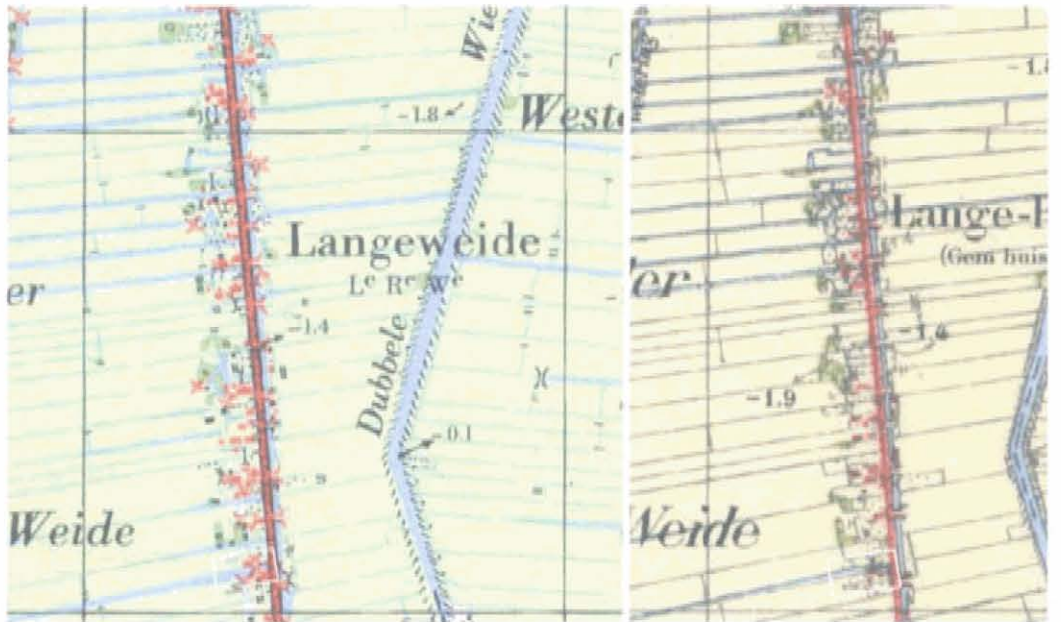 Wie
-1.8
Weste
Langeweide
Lᵉ Rᵉ Wᵉ
er
-1.4
Dubbele
-0.1
Weide
-1.
Lange-
(Gem huis
er
-1.4
-1.9
Weide